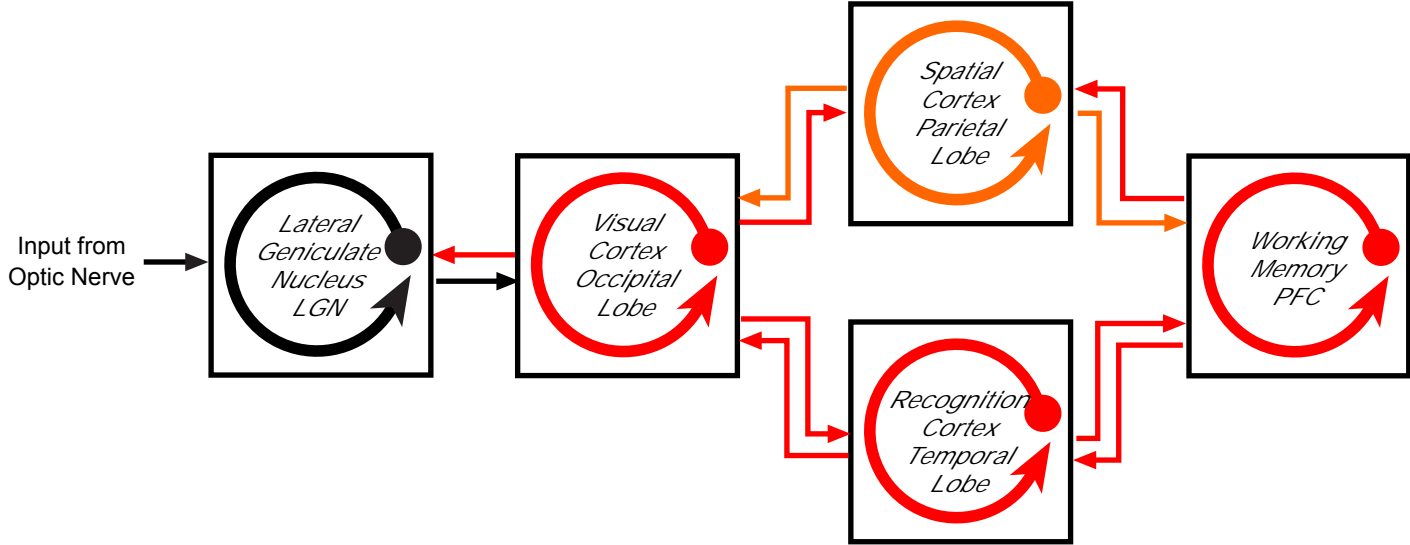 Input from
Optic Nerve
Lateral
Geniculate
Nucleus
LGN
Visual
Cortex
Occipital
Lobe
Spatial
Cortex
Parietal
Lobe
Recognition
Cortex
Temporal
Lobe
Working
Memory
PFC